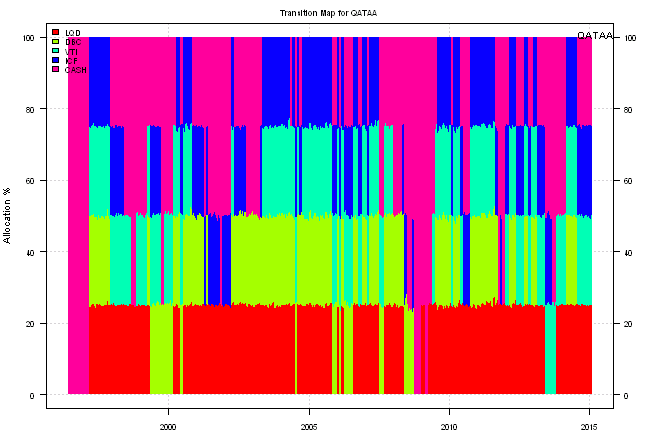 Transition Map for QATAA
QATAA
LQD
DBC
VTI
ICF
CASH
Allocation %
100
80
60
40
20
0
100
80
60
40
20
0
2000
2005
2010
2015